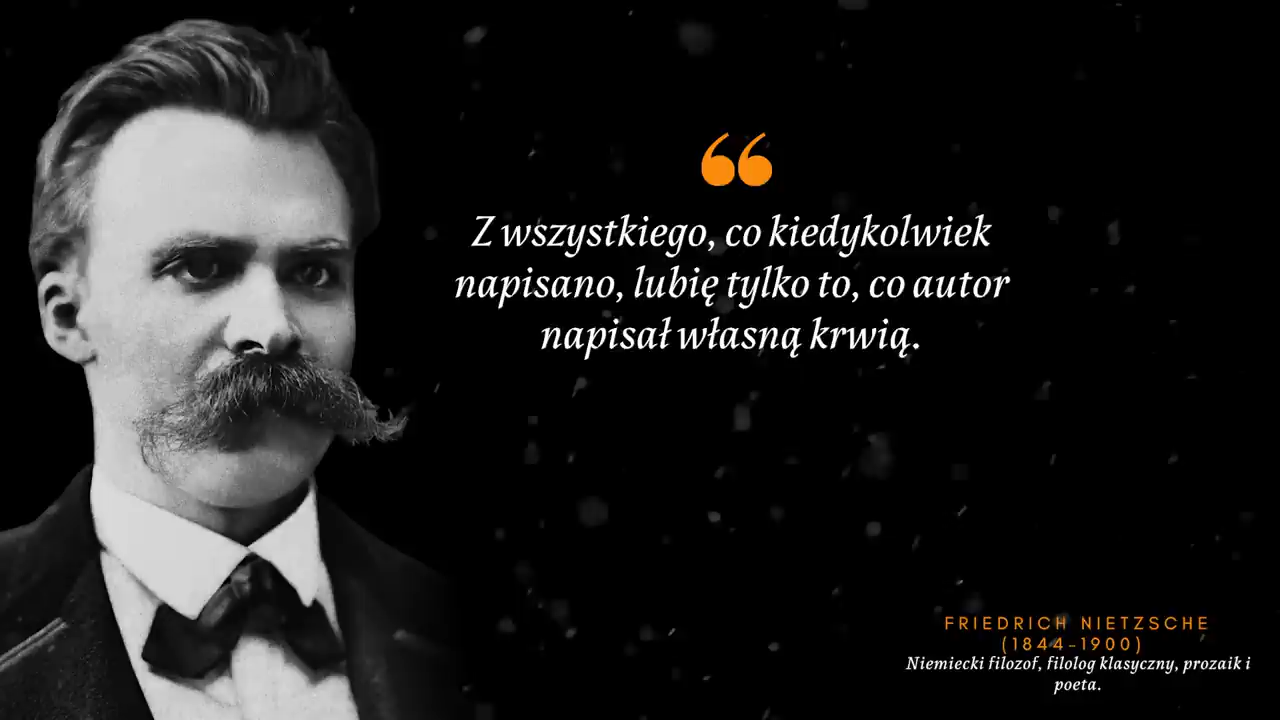 Z wszystkiego, co kiedykolwiek
napisano, lubię tylko to, co autor
napisał własną krwią.
FRIEDRICH NIETZSCHE
(1844-1900)
Niemiecki filozof, filolog klasyczny, prozaik i
poeta.